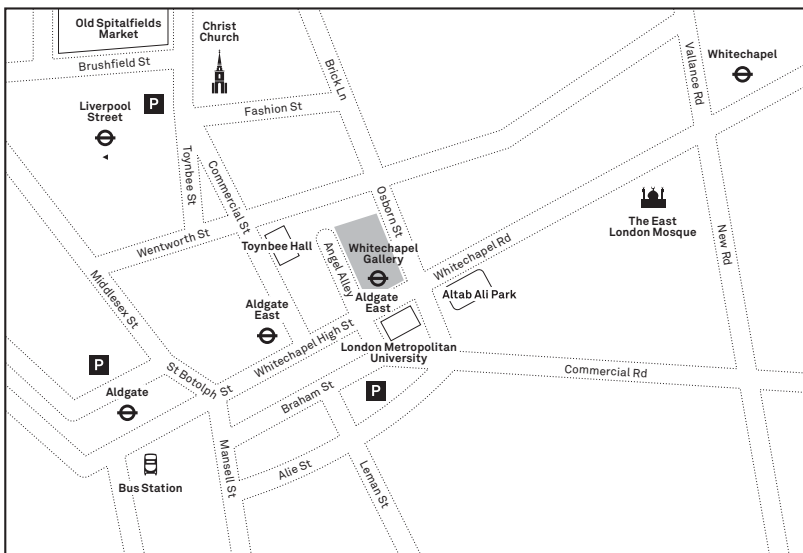 Old Spitalfields
Market
Christ
Church
Brushfield St
Brick Ln
Vallance Rd
Whitechapel
Liverpool
Street
P
Fashion St
Toynbee St
Commercial St
Osborn St
The East
London Mosque
Wentworth St
Toynbee Hall
Angel Alley
Whitechapel
Gallery
Whitechapel Rd
New Rd
Middlesex St
Aldgate
East
Aldgate
East
Altab Ali Park
Whitechapel High St
London Metropolitan
University
P
St Botolph St
Commercial Rd
Aldgate
Braham St
P
Mansell St
Alie St
Leman St
Bus Station